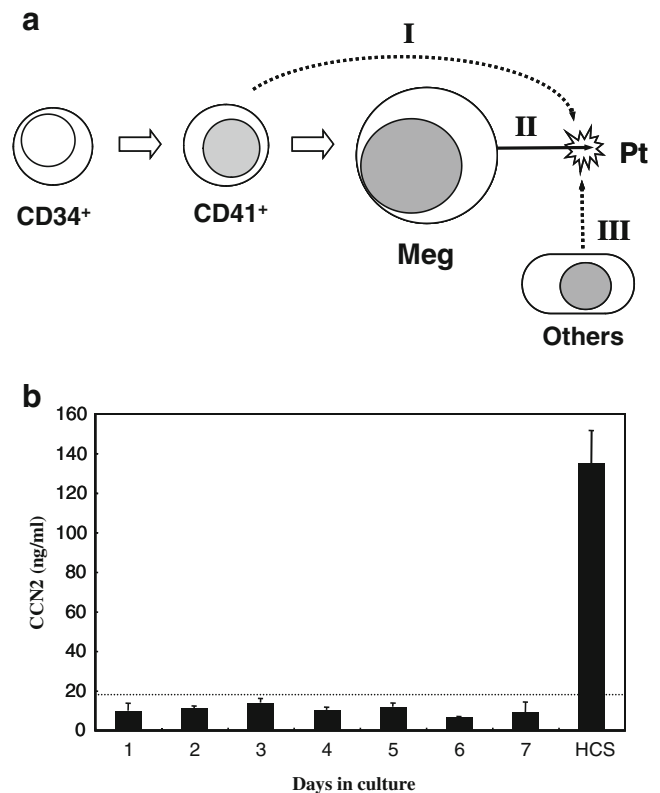 a
I
II
Pt
CD34⁺
CD41⁺
Meg
III
Others
b
160
140
120
100
80
60
40
20
0
CCN2 (ng/ml)
1 2 3 4 5 6 7 HCS
Days in culture